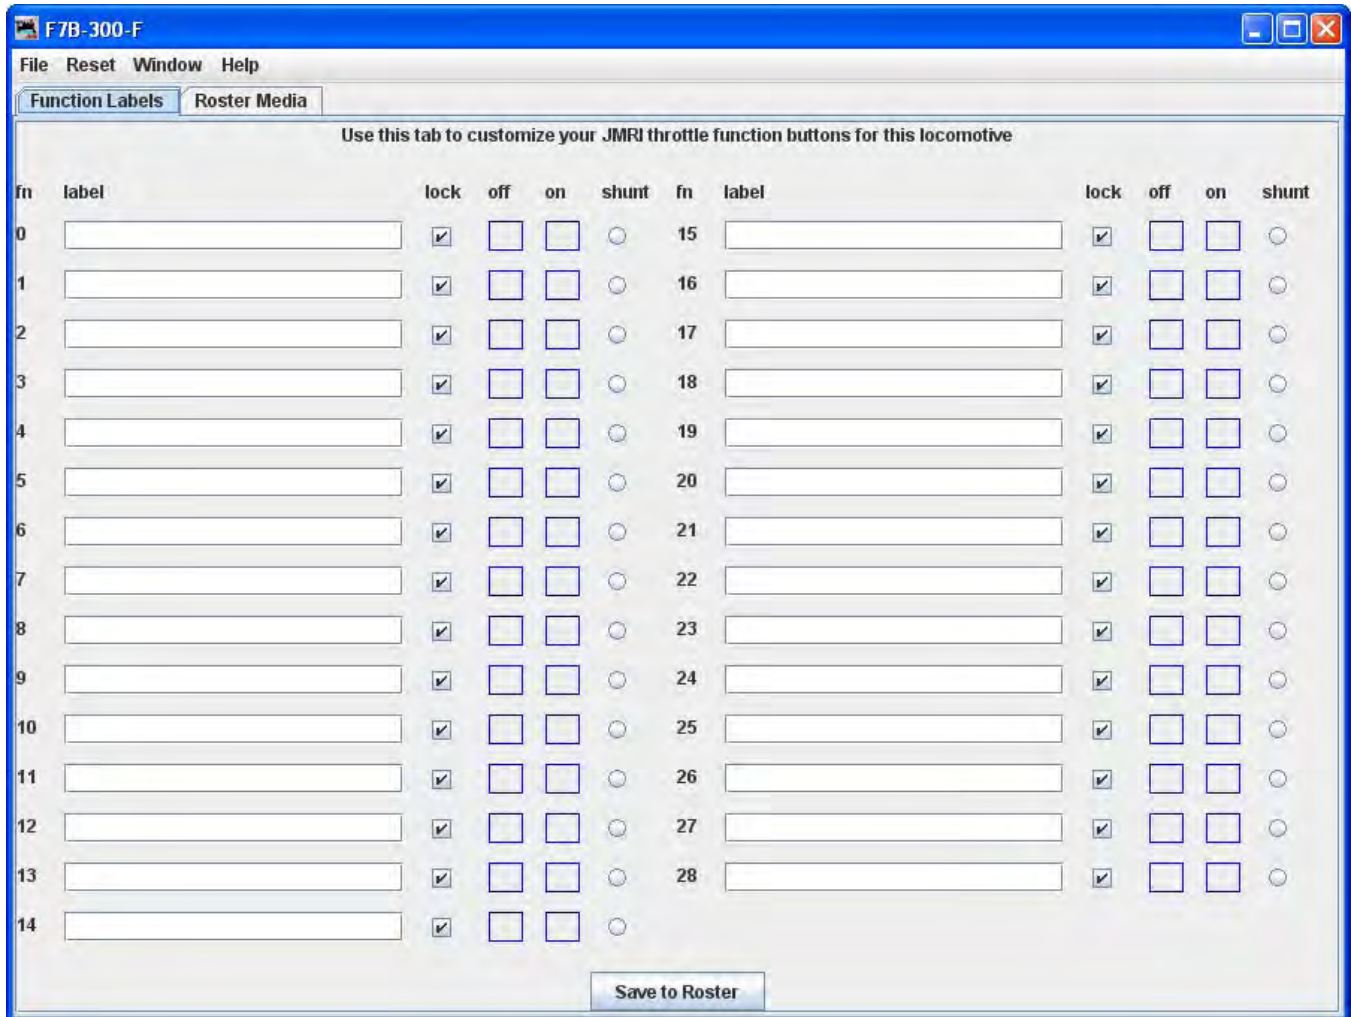 F7B-300-F
File Reset Window Help
Function Labels Roster Media
Use this tab to customize your JMRI throttle function buttons for this locomotive
fn label lock off on shunt fn label lock off on shunt
0 15
1 16
2 17
3 18
4 19
5 20
6 21
7 22
8 23
9 24
10 25
11 26
12 27
13 28
14
Save to Roster